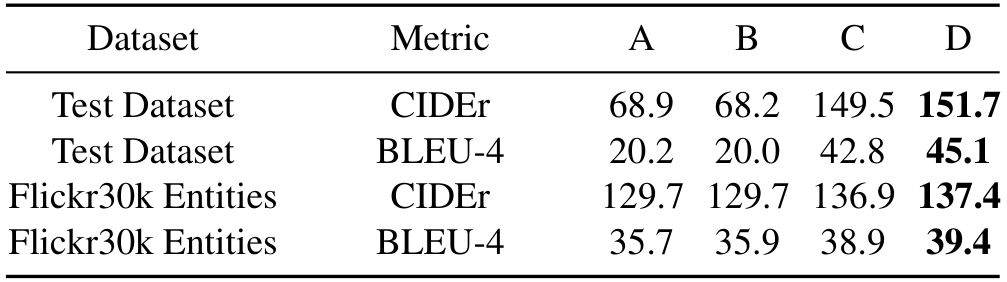 Dataset Metric A B C D
Test Dataset CIDEr 68.9 68.2 149.5 151.7
Test Dataset BLEU-4 20.2 20.0 42.8 45.1
Flickr30k Entities CIDEr 129.7 129.7 136.9 137.4
Flickr30k Entities BLEU-4 35.7 35.9 38.9 39.4